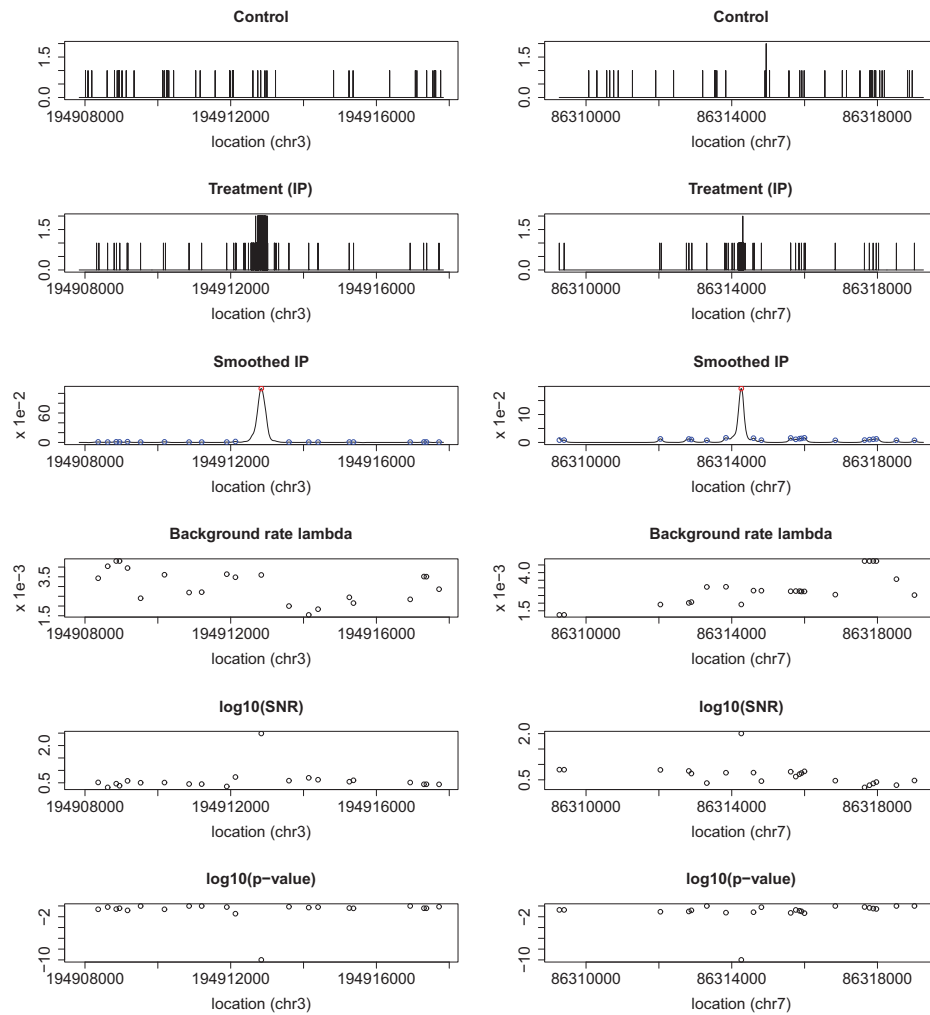 Control
0.0 1.5
194908000 194912000 194916000
location (chr3)
Control
0.0 1.5
86310000 86314000 86318000
location (chr7)
Treatment (IP)
0.0 1.5
194908000 194912000 194916000
location (chr3)
Treatment (IP)
0.0 1.5
86310000 86314000 86318000
location (chr7)
Smoothed IP
x 1e−2
0 60
194908000 194912000 194916000
location (chr3)
Smoothed IP
x 1e−2
0 10
86310000 86314000 86318000
location (chr7)
Background rate lambda
x 1e−3
1.5 3.5
194908000 194912000 194916000
location (chr3)
Background rate lambda
x 1e−3
1.5 4.0
86310000 86314000 86318000
location (chr7)
log10(SNR)
0.5 2.0
194908000 194912000 194916000
location (chr3)
log10(SNR)
0.5 2.0
86310000 86314000 86318000
location (chr7)
log10(p−value)
−10 −2
194908000 194912000 194916000
location (chr3)
log10(p−value)
−10 −2
86310000 86314000 86318000
location (chr7)